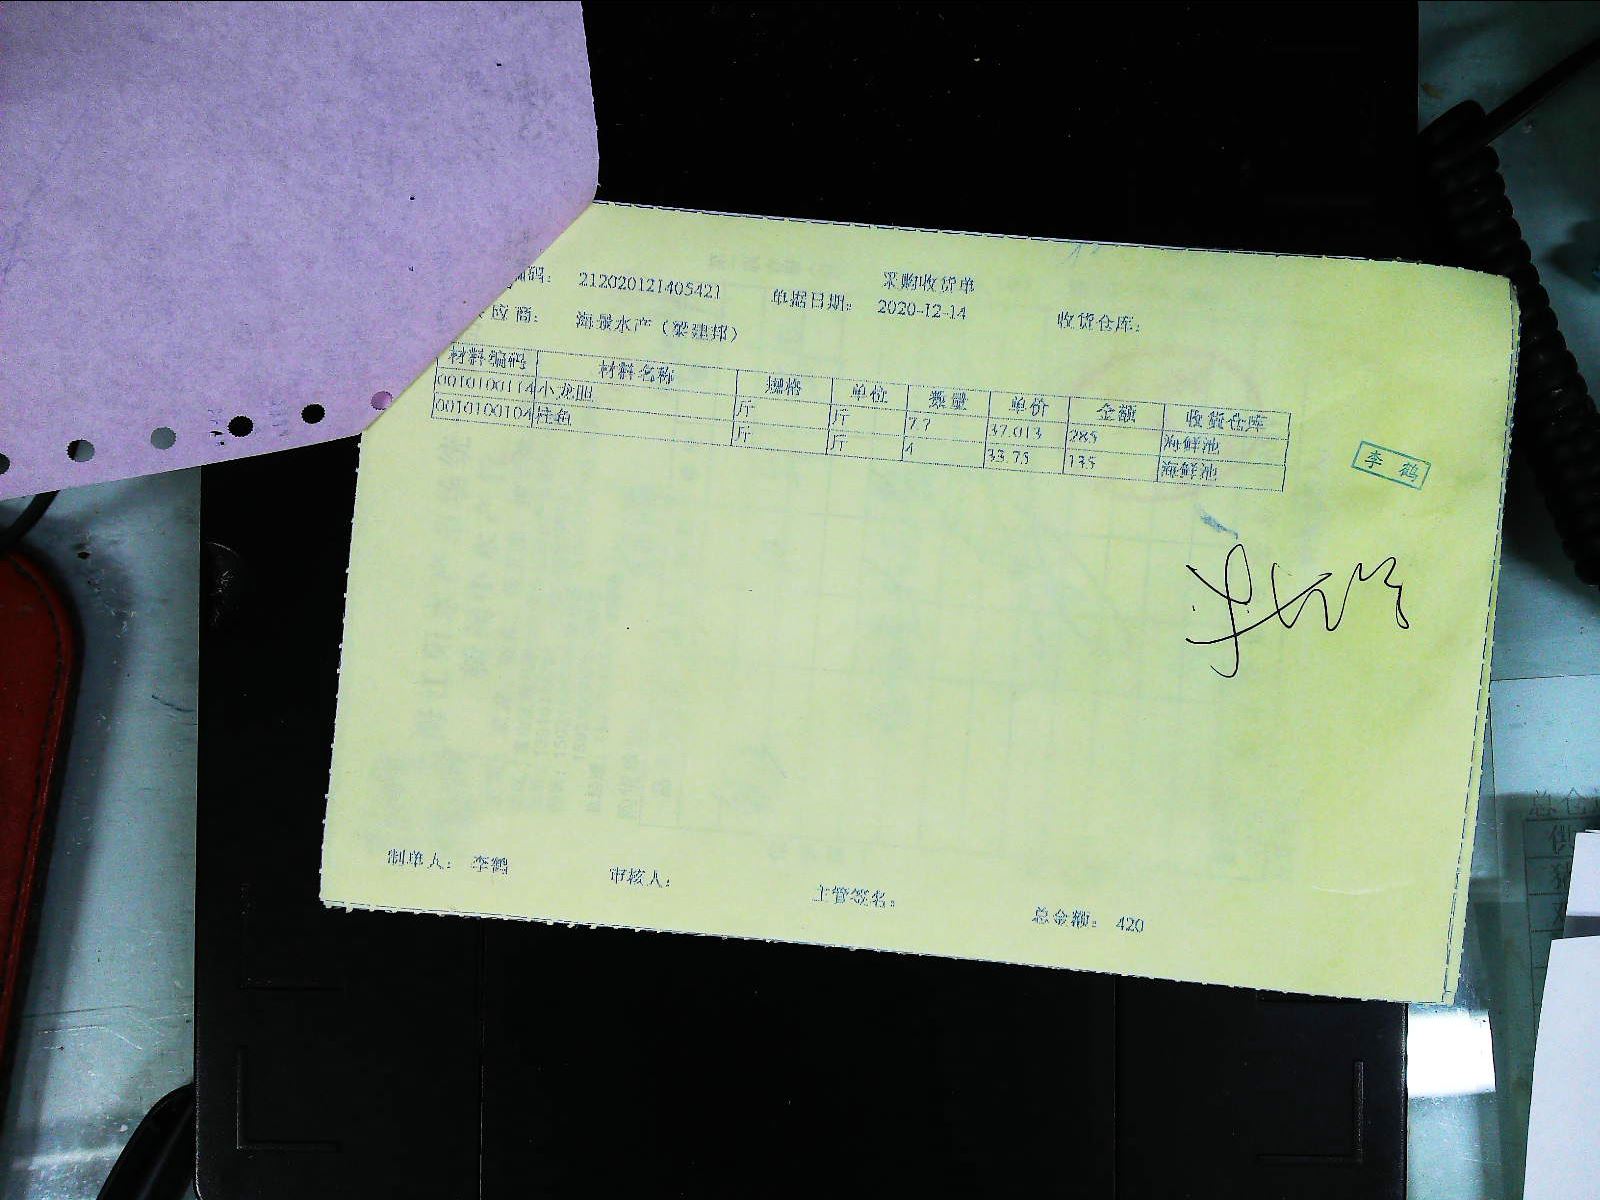 采购收货单
编码： 212020121405421 单据日期： 2020-12-14 收货仓库：
应商： 海景水产（梁建邦）
材料编码 材料名称 规格 单位 数量 单价 金额 收货仓库
0010100114 小龙胆 斤 斤 7.7 37.013 285 海鲜池
0010100104 桂鱼 斤 斤 4 33.75 135 海鲜池
李鹤
制单人： 李鹤 审核人： 主管签名： 总金额： 420
总仓